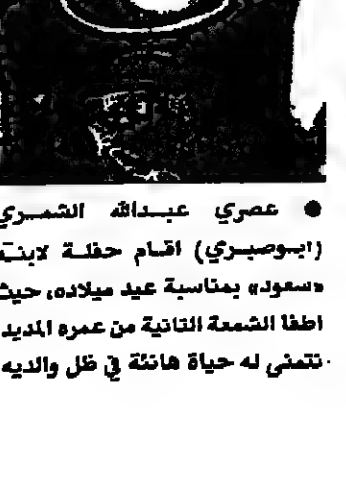 ● عصري عبدالله الشمري
(ابوصبري) اقام حفلة لابنه
«سعود» بمناسبة عيد ميلاده، حيث
اطفا الشمعة الثانية من عمره المديد
نتمنى له حياة هانئة في ظل والديه.